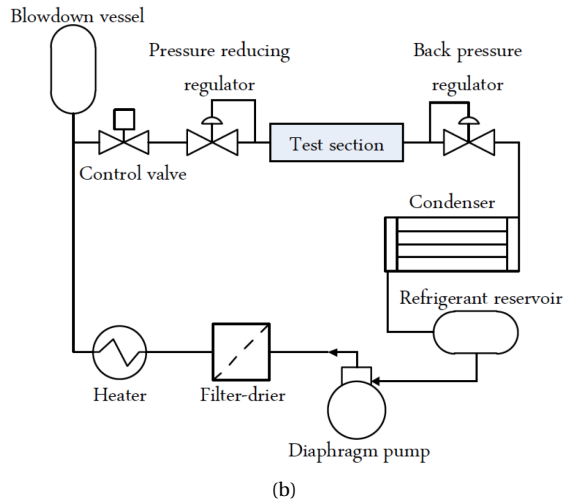 Blowdown vessel
Pressure reducing
regulator
Back pressure
regulator
Test section
Control valve
Condenser
Refrigerant reservoir
Heater
Filter-drier
Diaphragm pump
(b)